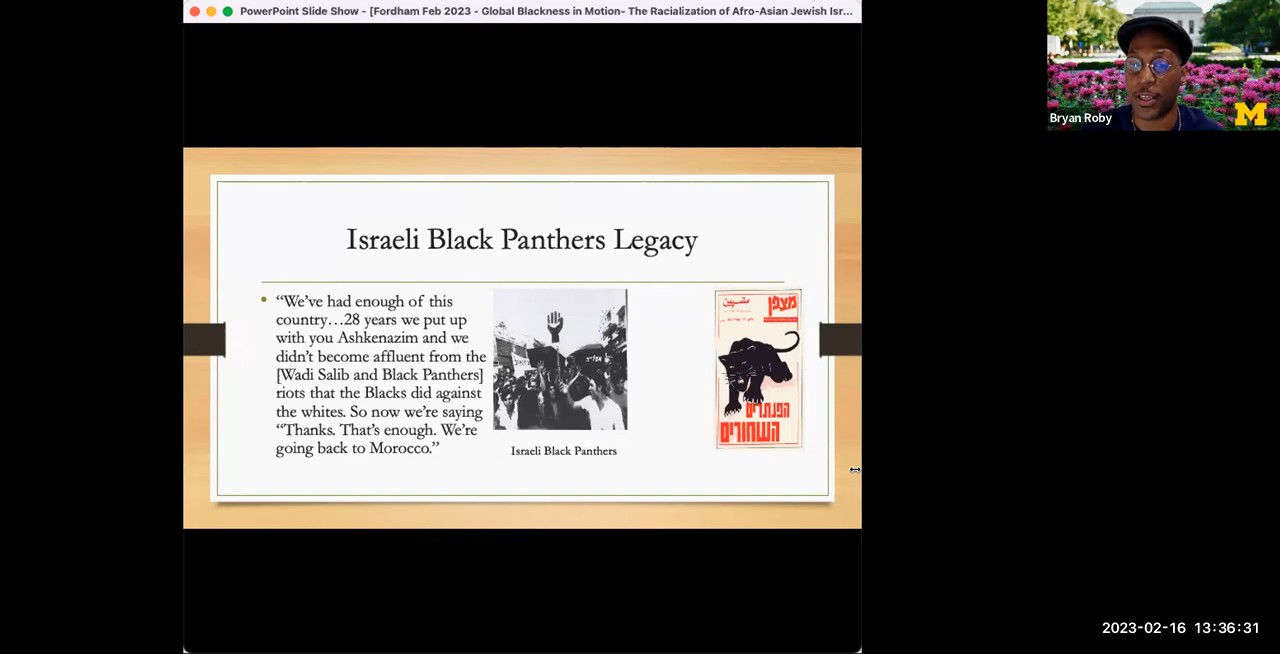 PowerPoint Slide Show - [Fordham Feb 2023 - Global Blackness in Motion- The Racialization of Afro-Asian Jewish Isr...
Bryan Roby
M
Israeli Black Panthers Legacy
• “We’ve had enough of this
country…28 years we put up
with you Ashkenazim and we
didn’t become affluent from the
[Wadi Salib and Black Panthers]
riots that the Blacks did against
the whites. So now we’re saying
“Thanks. That’s enough. We’re
going back to Morocco.”
Israeli Black Panthers
מצפן
הפנתרים
השחורים
2023-02-16 13:36:31